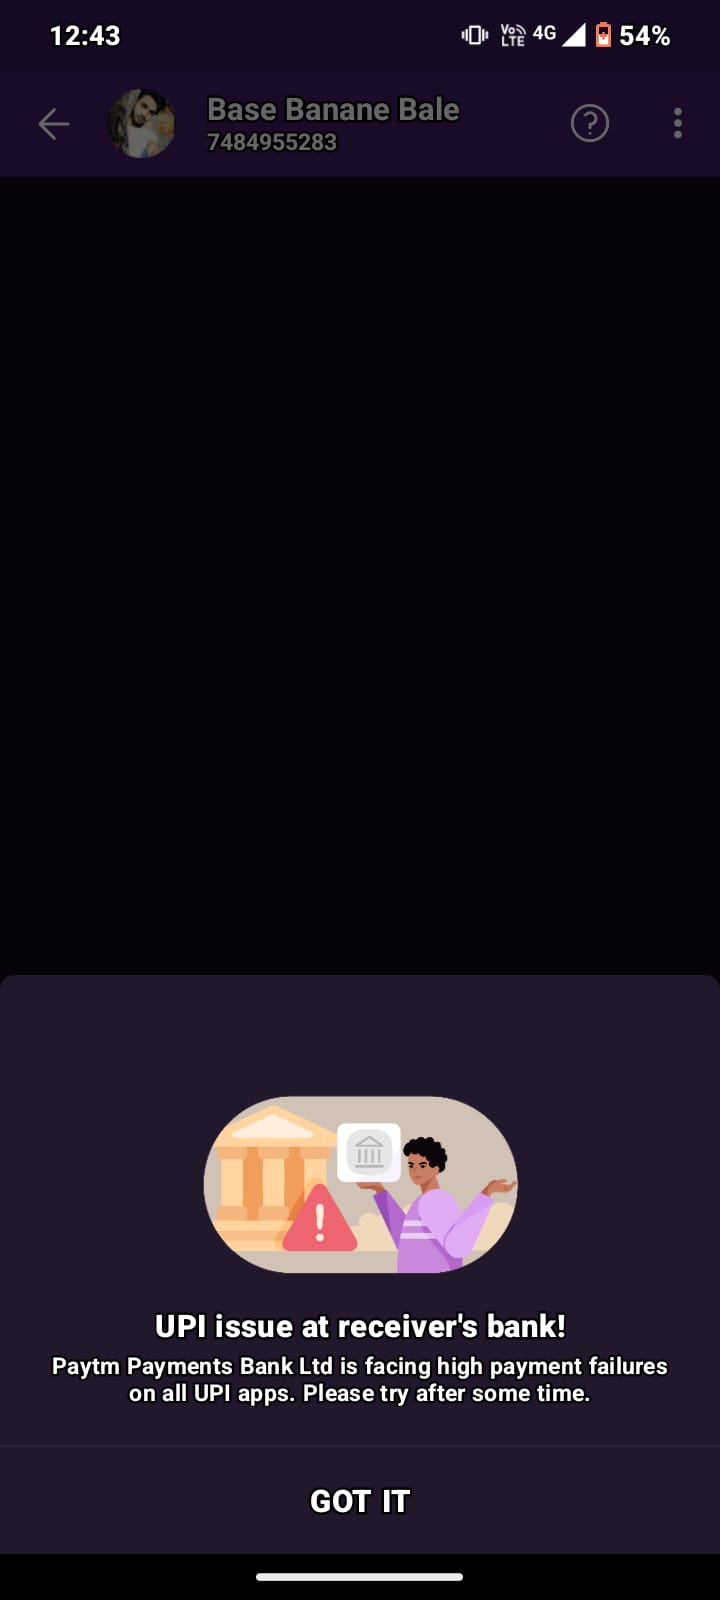 12:43
Vo LTE 4G 54%
Base Banane Bale
7484955283
?
!
UPI issue at receiver's bank!
Paytm Payments Bank Ltd is facing high payment failures
on all UPI apps. Please try after some time.
GOT IT